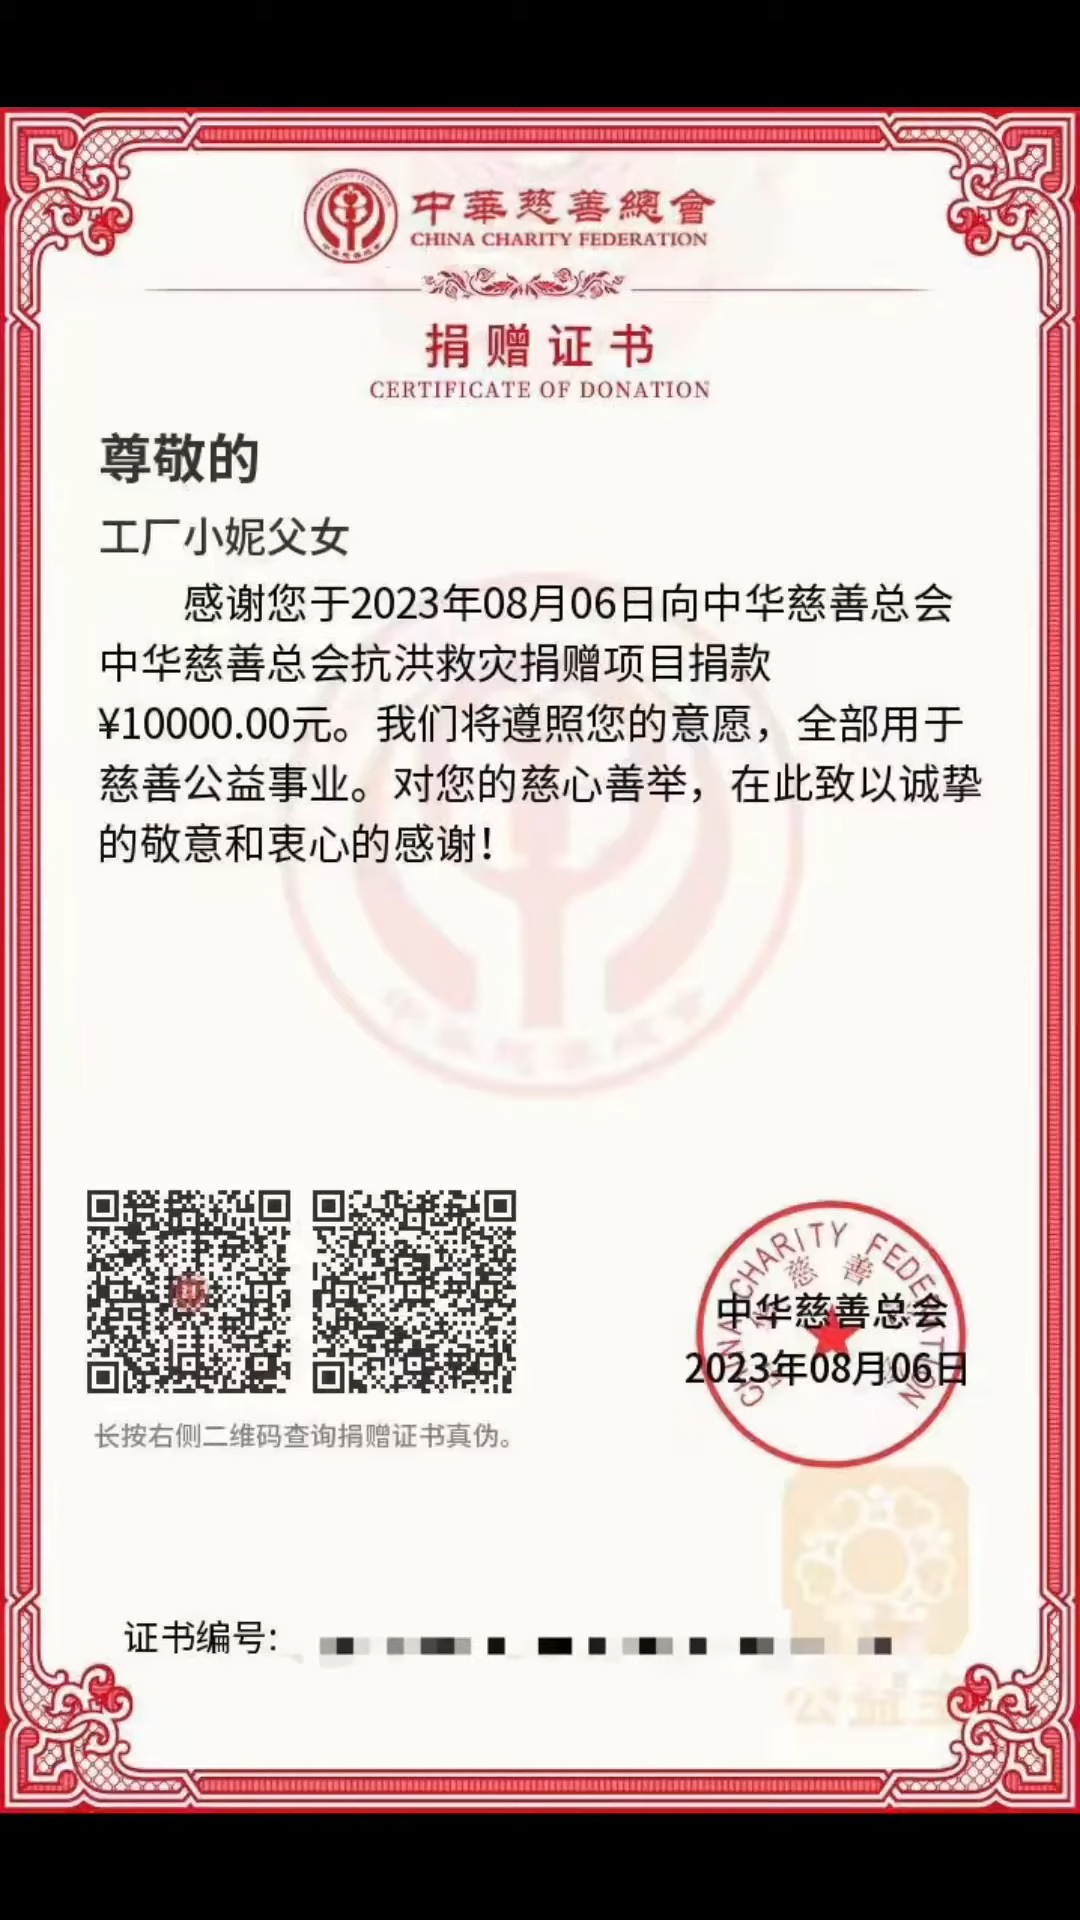 中華慈善總會
CHINA CHARITY FEDERATION
捐赠证书
CERTIFICATE OF DONATION
尊敬的
工厂小妮父女
感谢您于2023年08月06日向中华慈善总会
中华慈善总会抗洪救灾捐赠项目捐款
¥10000.00元。我们将遵照您的意愿，全部用于
慈善公益事业。对您的慈心善举，在此致以诚挚
的敬意和衷心的感谢！
CHINA CHARITY FEDERATION
中华慈善总会
2023年08月06日
长按右侧二维码查询捐赠证书真伪。
证书编号:
公益宝